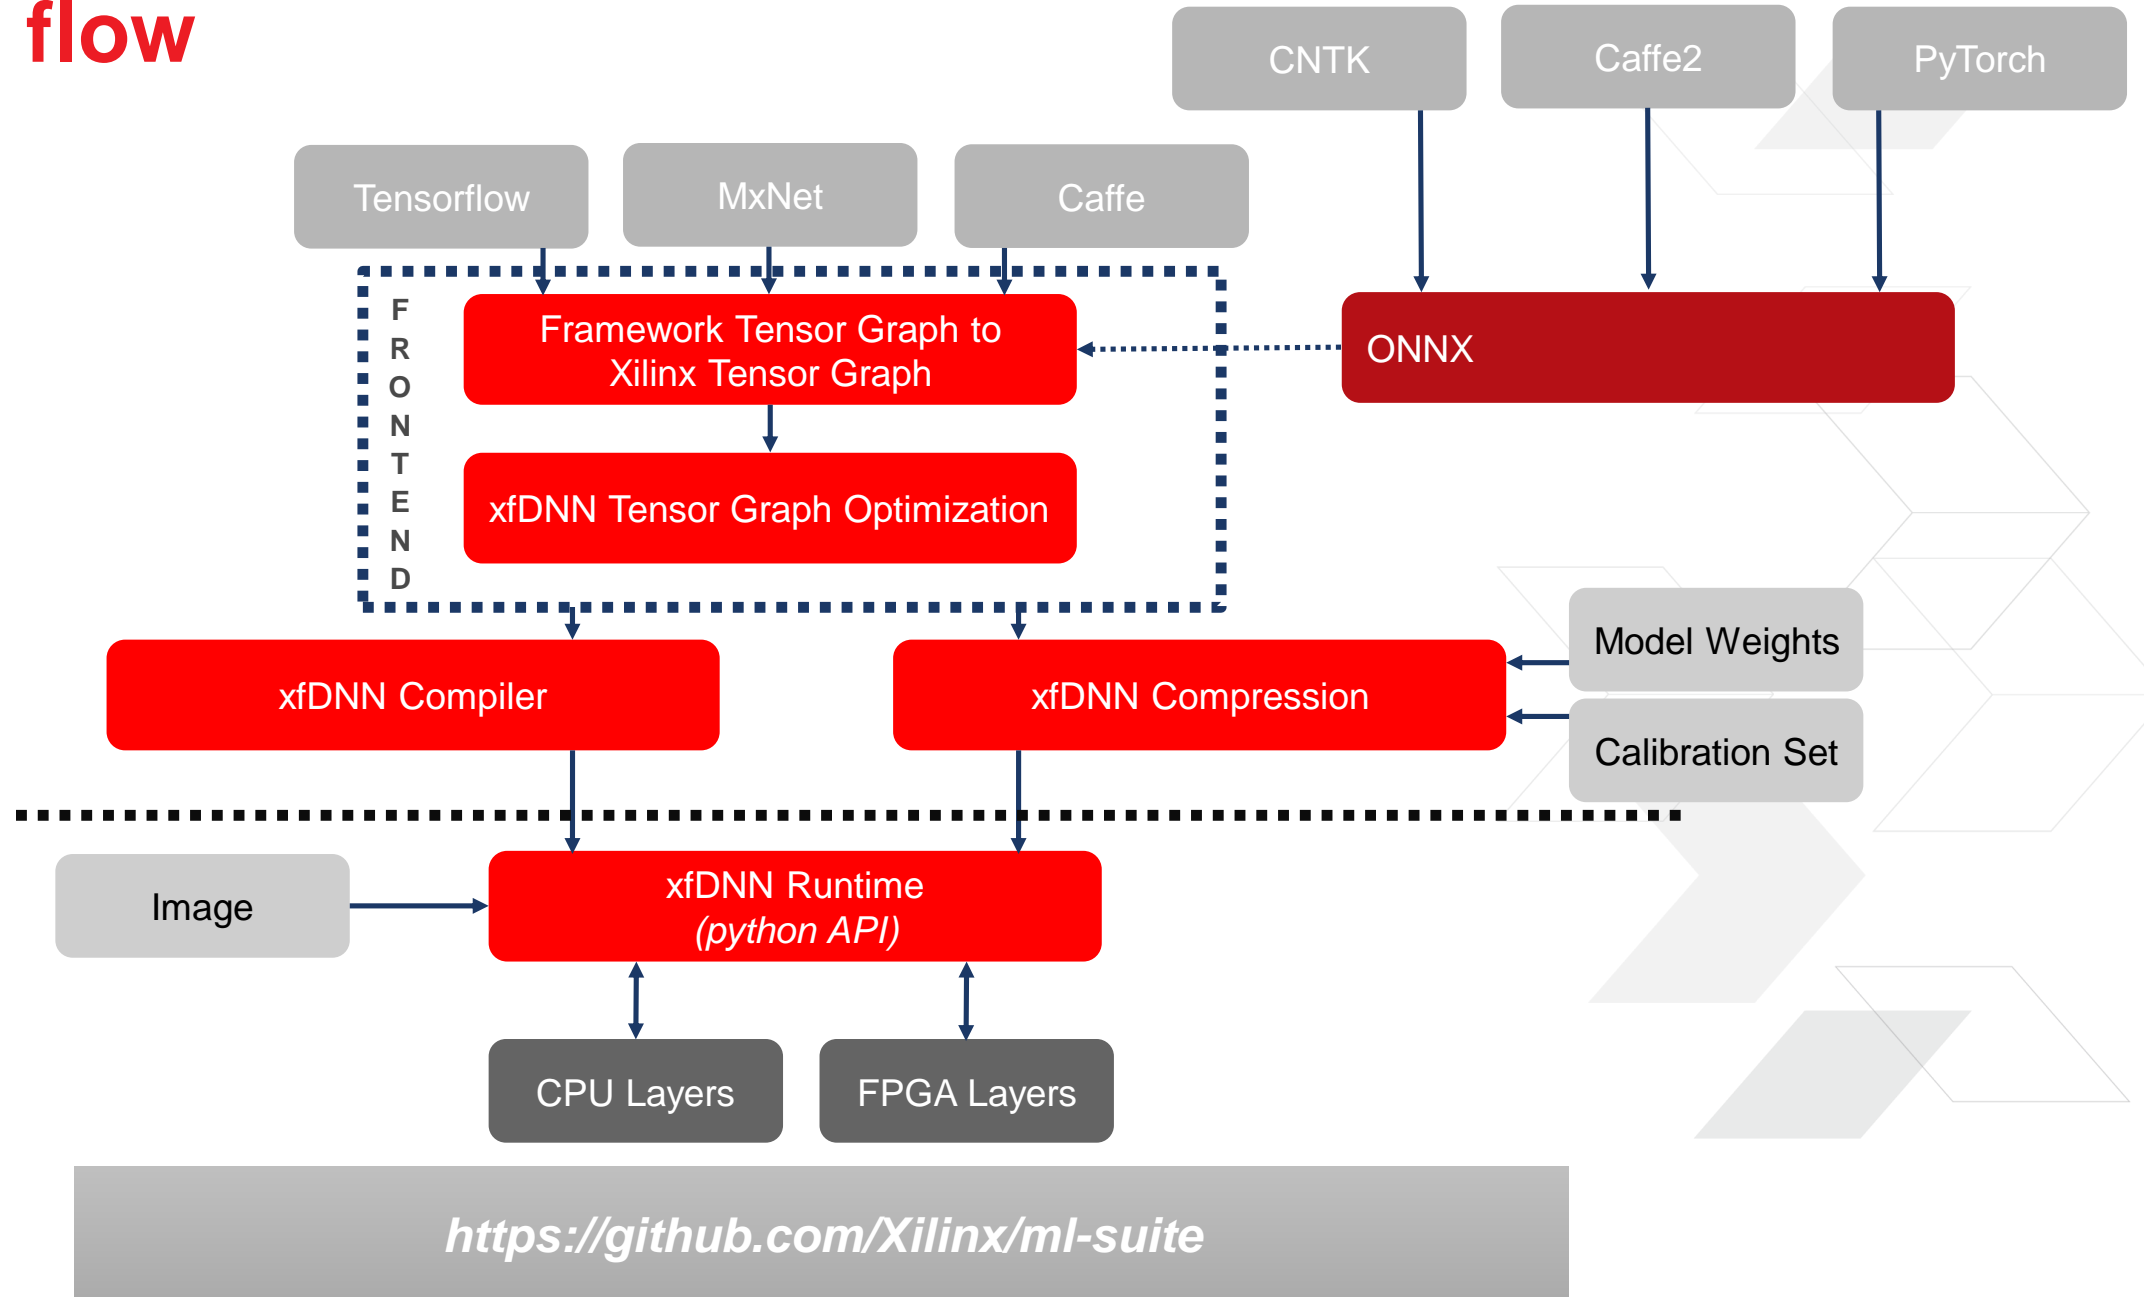 flow
CNTK
Caffe2
PyTorch
Tensorflow
MxNet
Caffe
FRONTEND
Framework Tensor Graph to
Xilinx Tensor Graph
ONNX
xfDNN Tensor Graph Optimization
Model Weights
xfDNN Compiler
xfDNN Compression
Calibration Set
Image
xfDNN Runtime
(python API)
CPU Layers
FPGA Layers
https://github.com/Xilinx/ml-suite